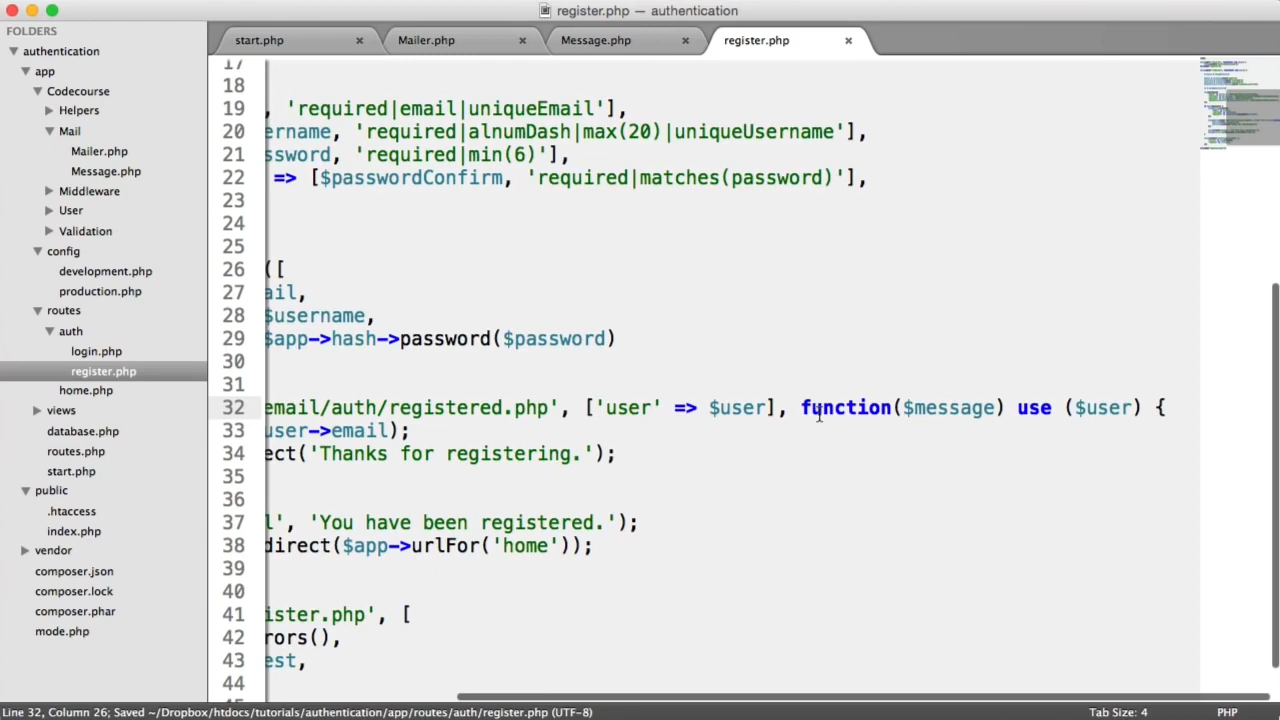 register.php — authentication
FOLDERS
authentication
app
Codecourse
Helpers
Mail
Mailer.php
Message.php
Middleware
User
Validation
config
development.php
production.php
routes
auth
login.php
register.php
home.php
views
database.php
routes.php
start.php
public
.htaccess
index.php
vendor
composer.json
composer.lock
composer.phar
mode.php
start.php
Mailer.php
Message.php
register.php
17
18
19 , 'required|email|uniqueEmail'],
20 ername, 'required|alnumDash|max(20)|uniqueUsername'],
21 ssword, 'required|min(6)'],
22 => [$passwordConfirm, 'required|matches(password)'],
23
24
25
26 ([
27 ail,
28 $username,
29 $app->hash->password($password)
30
31
32 email/auth/registered.php', ['user' => $user], function($message) use ($user) {
33 user->email);
34 ect('Thanks for registering.');
35
36
37 l', 'You have been registered.');
38 direct($app->urlFor('home'));
39
40
41 ister.php', [
42 rors(),
43 est,
44
45
Line 32, Column 26; Saved ~/Dropbox/htdocs/tutorials/authentication/app/routes/auth/register.php (UTF-8)
Tab Size: 4
PHP